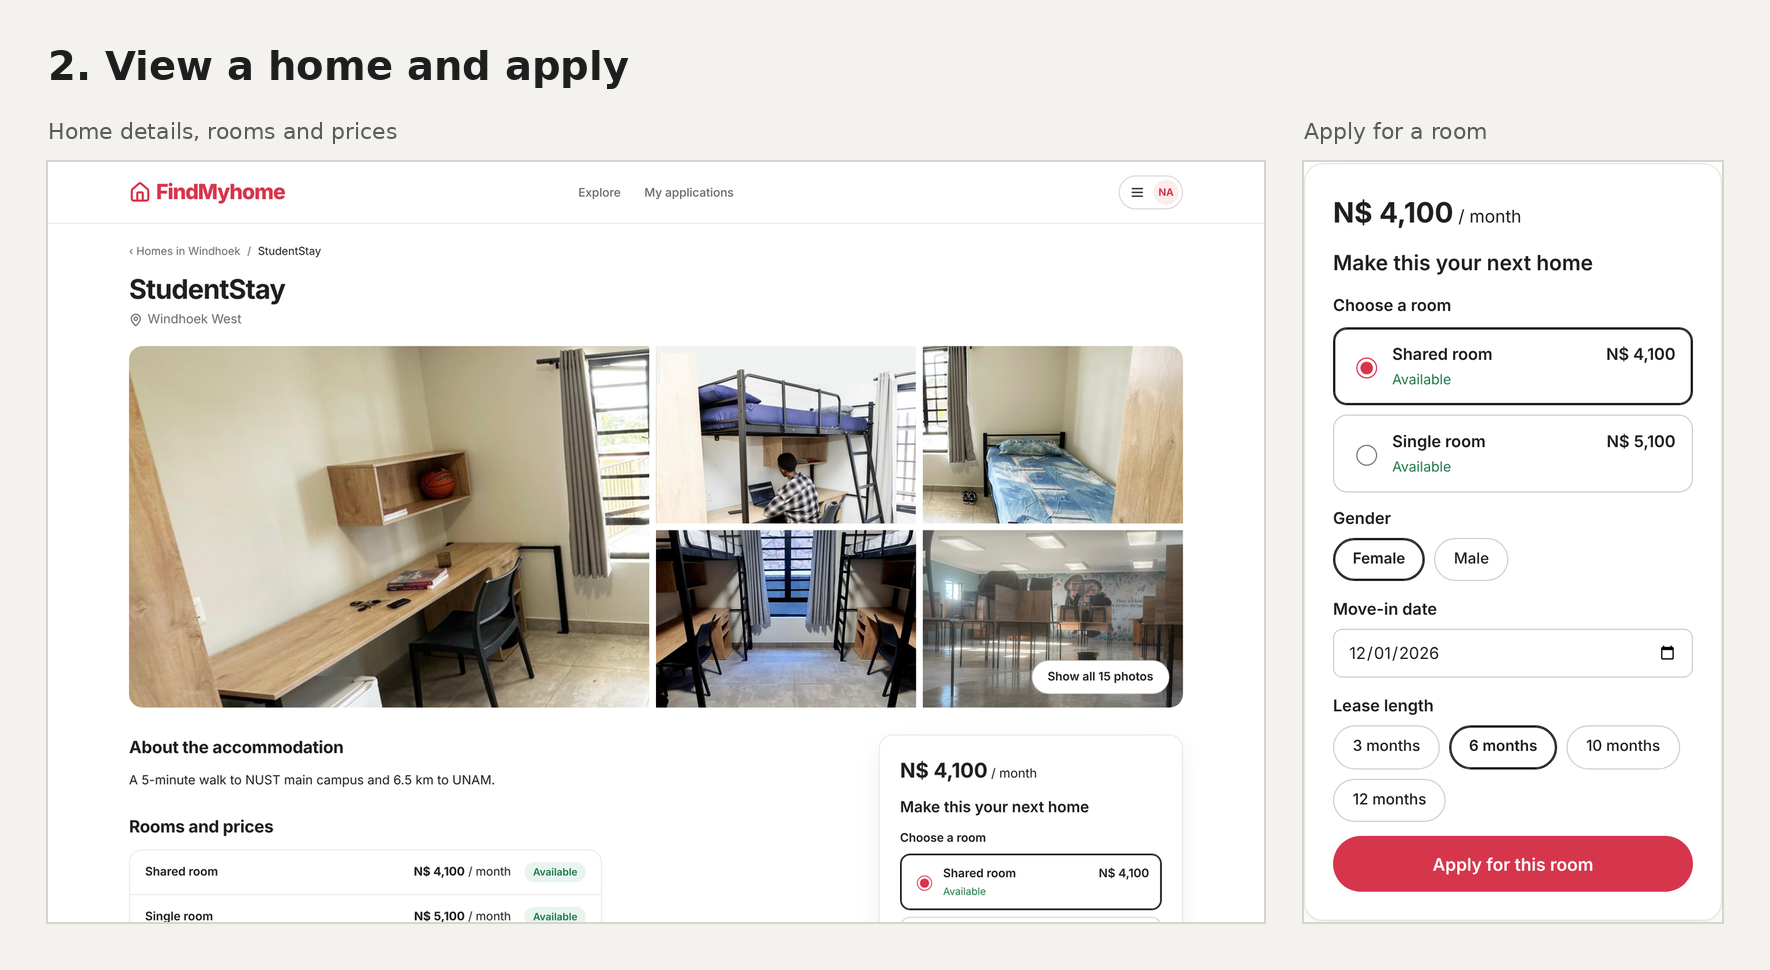 2. View a home and apply
Home details, rooms and prices
FindMyhome
Explore
My applications
NA
‹ Homes in Windhoek / StudentStay
StudentStay
Windhoek West
Show all 15 photos
About the accommodation
A 5-minute walk to NUST main campus and 6.5 km to UNAM.
Rooms and prices
Shared room
N$ 4,100 / month
Available
Single room
N$ 5,100 / month
Available
N$ 4,100 / month
Make this your next home
Choose a room
Shared room
N$ 4,100
Available
Apply for a room
N$ 4,100 / month
Make this your next home
Choose a room
Shared room
N$ 4,100
Available
Single room
N$ 5,100
Available
Gender
Female
Male
Move-in date
12/01/2026
Lease length
3 months
6 months
10 months
12 months
Apply for this room